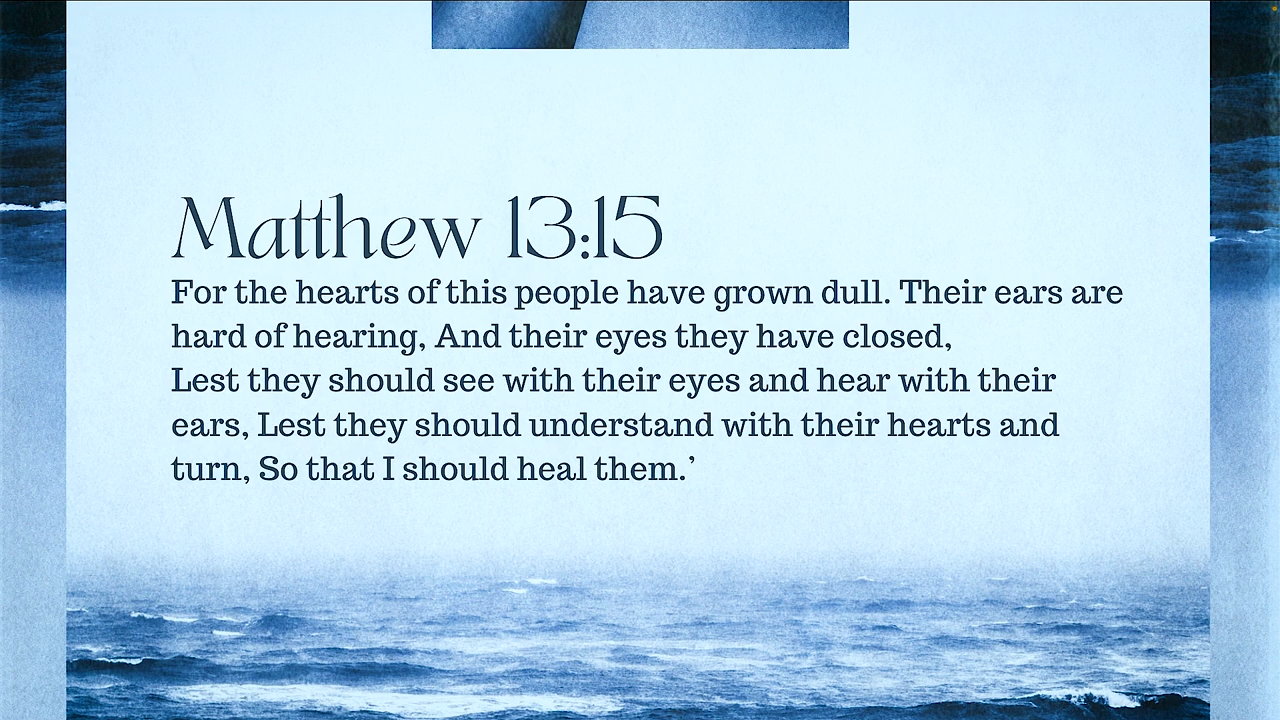 Matthew 13:15
For the hearts of this people have grown dull. Their ears are
hard of hearing, And their eyes they have closed,
Lest they should see with their eyes and hear with their
ears, Lest they should understand with their hearts and
turn, So that I should heal them.’